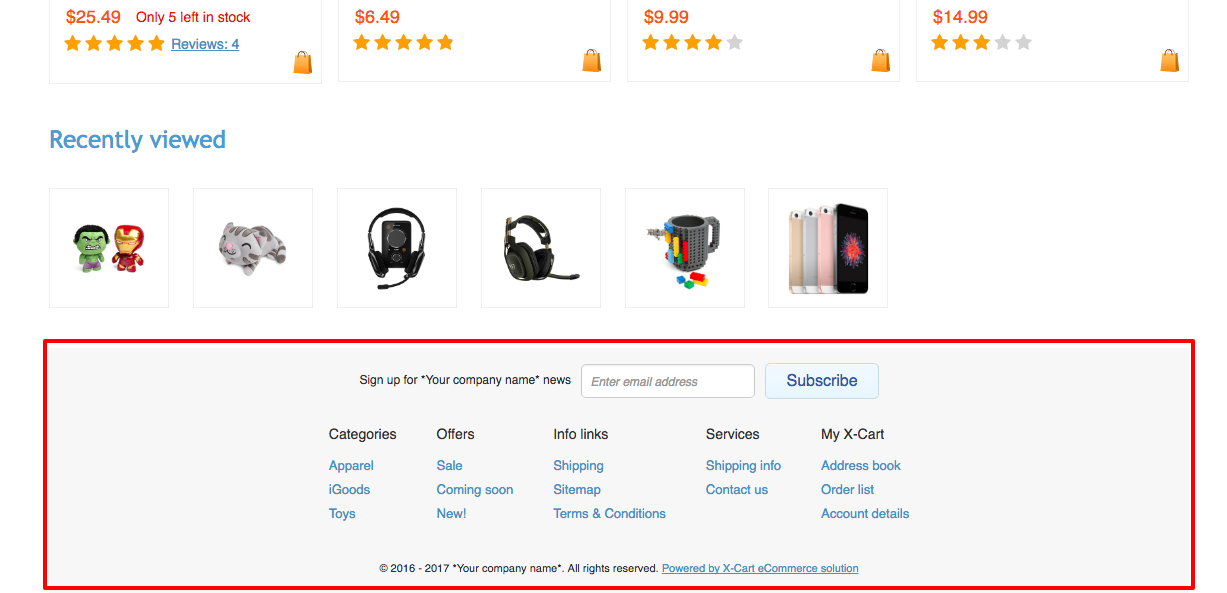 $25.49 Only 5 left in stock $6.49 $9.99 $14.99
Reviews: 4
Recently viewed
Sign up for *Your company name* news Enter email address Subscribe
Categories Offers Info links Services My X-Cart
Apparel Sale Shipping Shipping info Address book
iGoods Coming soon Sitemap Contact us Order list
Toys New! Terms & Conditions Account details
© 2016 - 2017 *Your company name*. All rights reserved. Powered by X-Cart eCommerce solution